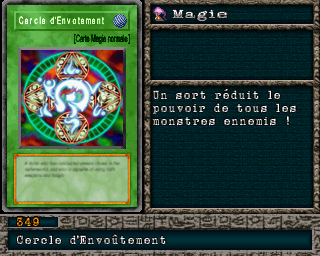 Cercle d'Envotement
[Carte Magie normale]
Magie
Un sort réduit le
pouvoir de tous les
monstres ennemis !
349
Cercle d'Envoûtement